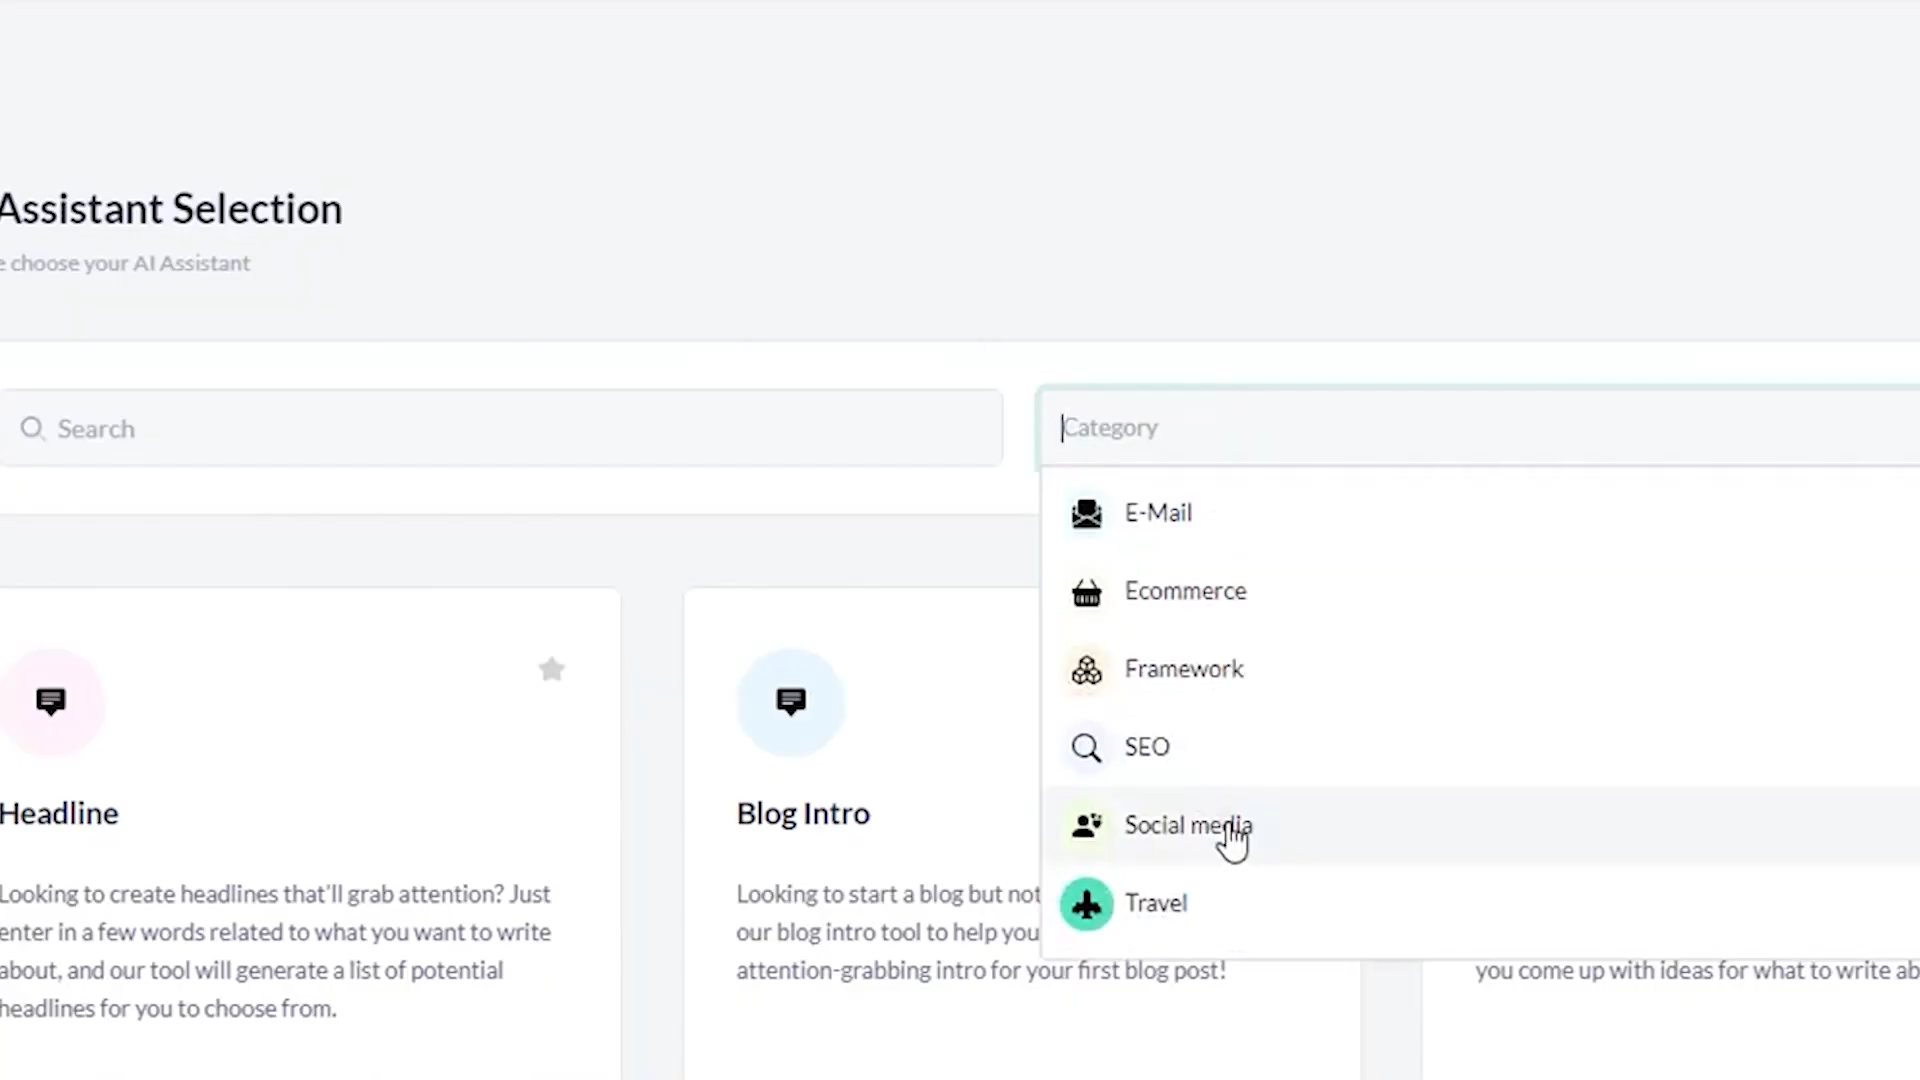 Assistant Selection
e choose your AI Assistant
Search
Category
E-Mail
Ecommerce
Framework
SEO
Social media
Travel
Headline
Looking to create headlines that'll grab attention? Just
enter in a few words related to what you want to write
about, and our tool will generate a list of potential
headlines for you to choose from.
Blog Intro
Looking to start a blog but not
our blog intro tool to help you
attention-grabbing intro for your first blog post!
you come up with ideas for what to write ab